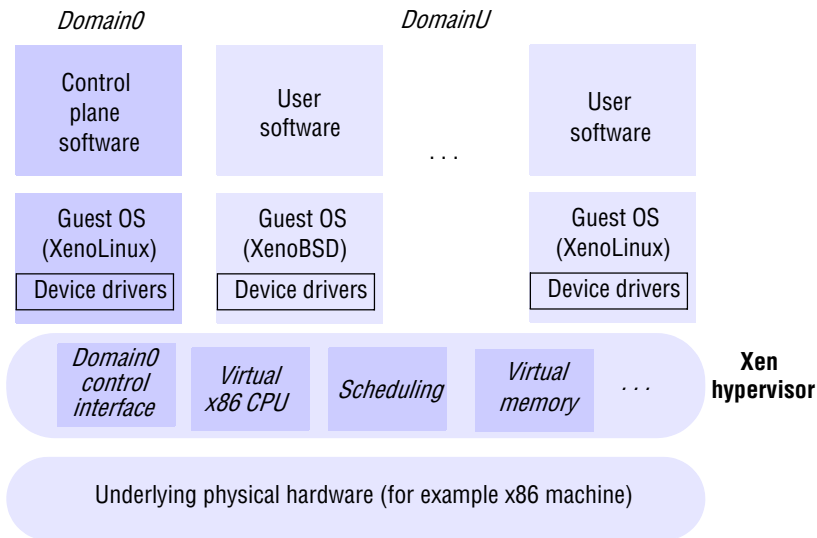 Domain0
DomainU
Control
plane
software
User
software
. . .
User
software
Guest OS
(XenoLinux)
Device drivers
Guest OS
(XenoBSD)
Device drivers
Guest OS
(XenoLinux)
Device drivers
Domain0
control
interface
Virtual
x86 CPU
Scheduling
Virtual
memory
. . .
Xen
hypervisor
Underlying physical hardware (for example x86 machine)